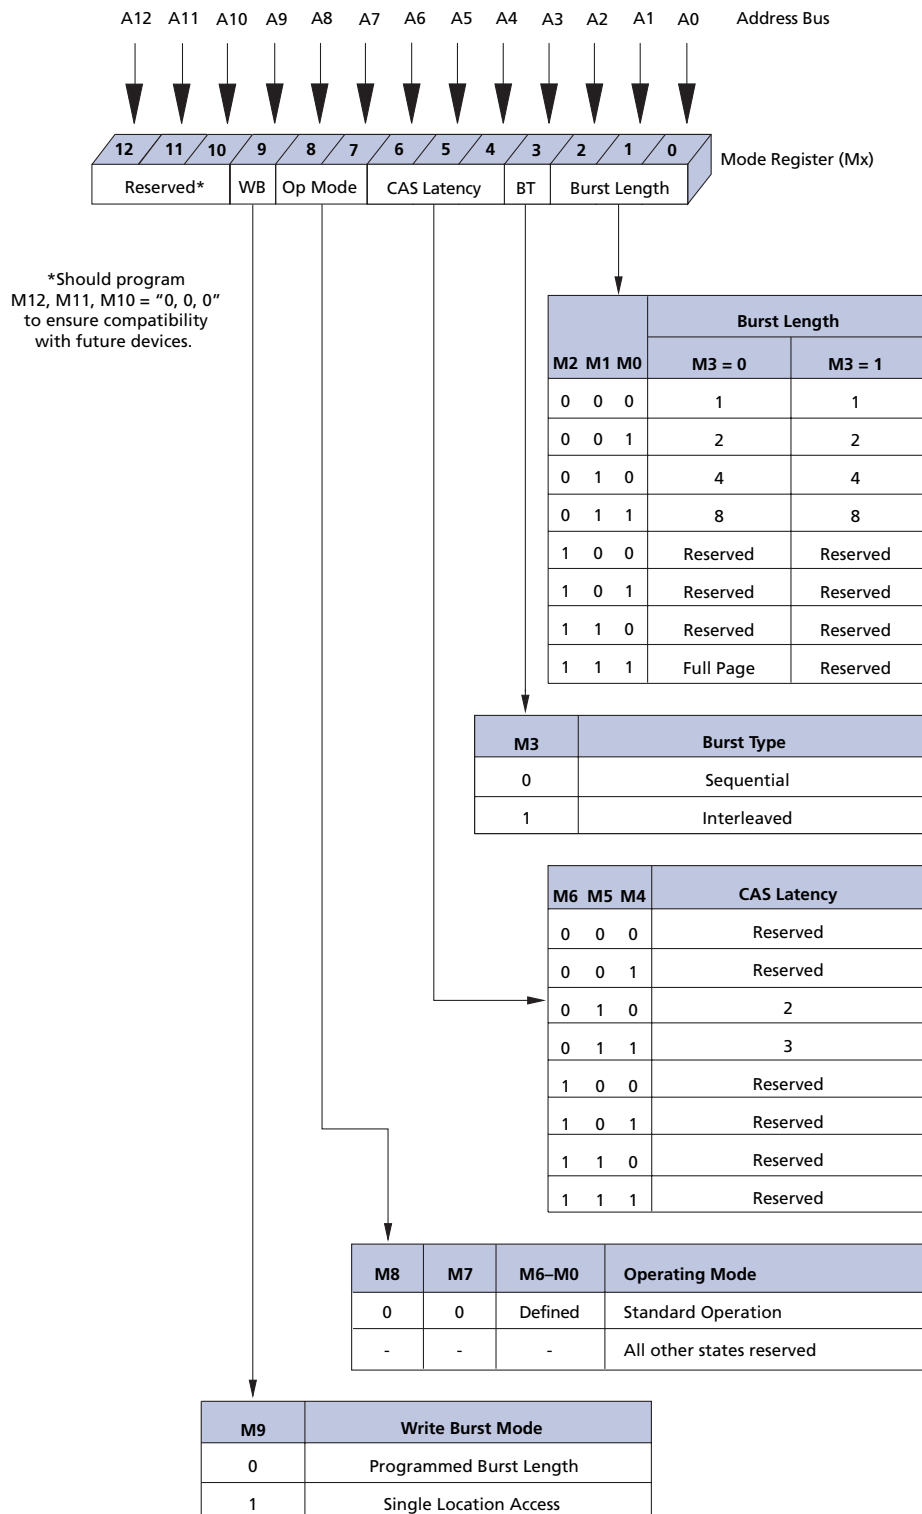 A12 A11 A10 A9 A8 A7 A6 A5 A4 A3 A2 A1 A0 Address Bus
12 11 10 9 8 7 6 5 4 3 2 1 0
Mode Register (Mx)
Reserved* WB Op Mode CAS Latency BT Burst Length
*Should program
M12, M11, M10 = “0, 0, 0”
to ensure compatibility
with future devices.
Burst Length
M2 M1 M0 M3 = 0 M3 = 1
0 0 0 1 1
0 0 1 2 2
0 1 0 4 4
0 1 1 8 8
1 0 0 Reserved Reserved
1 0 1 Reserved Reserved
1 1 0 Reserved Reserved
1 1 1 Full Page Reserved
M3 Burst Type
0 Sequential
1 Interleaved
M6 M5 M4 CAS Latency
0 0 0 Reserved
0 0 1 Reserved
0 1 0 2
0 1 1 3
1 0 0 Reserved
1 0 1 Reserved
1 1 0 Reserved
1 1 1 Reserved
M8 M7 M6–M0 Operating Mode
0 0 Defined Standard Operation
- - - All other states reserved
M9 Write Burst Mode
0 Programmed Burst Length
1 Single Location Access